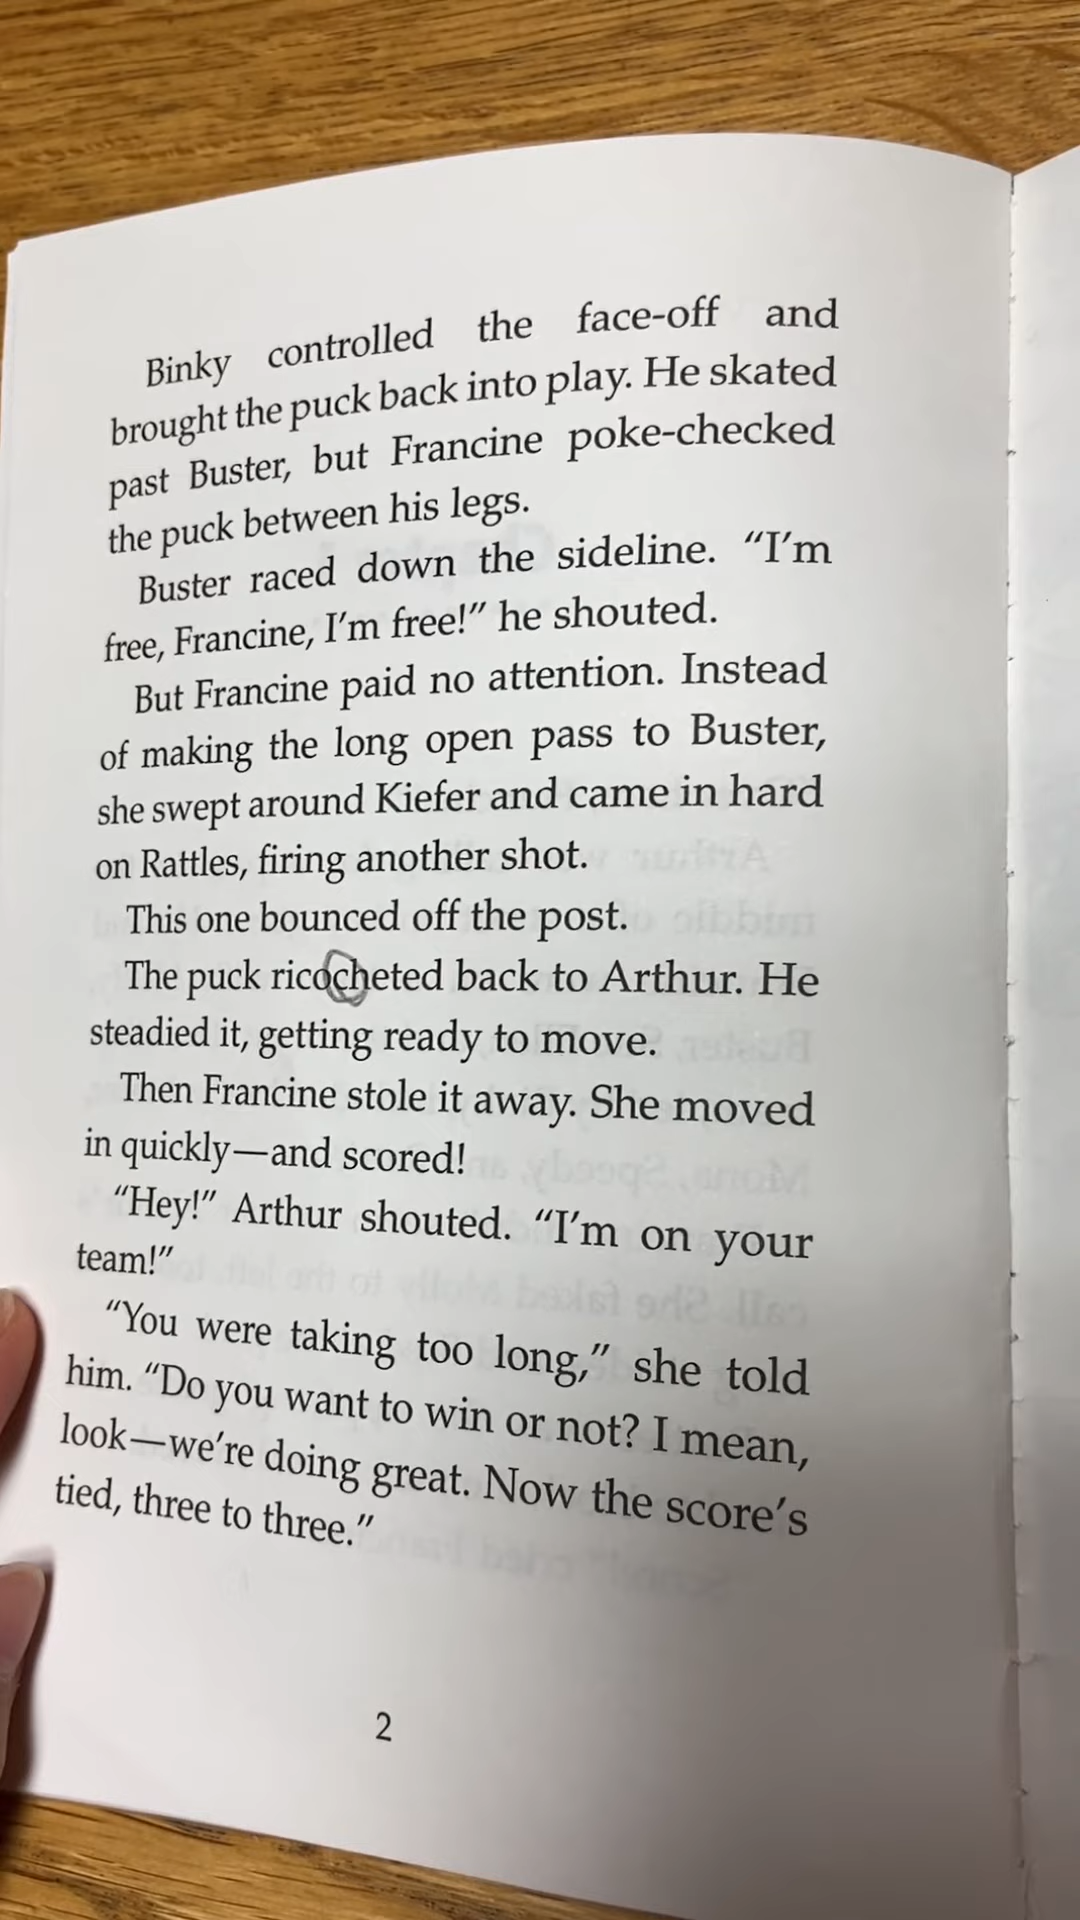 Binky controlled the face-off and
brought the puck back into play. He skated
past Buster, but Francine poke-checked
the puck between his legs.
Buster raced down the sideline. “I’m
free, Francine, I’m free!” he shouted.
But Francine paid no attention. Instead
of making the long open pass to Buster,
she swept around Kiefer and came in hard
on Rattles, firing another shot.
This one bounced off the post.
The puck ricocheted back to Arthur. He
steadied it, getting ready to move.
Then Francine stole it away. She moved
in quickly—and scored!
“Hey!” Arthur shouted. “I’m on your
team!”
“You were taking too long,” she told
him. “Do you want to win or not? I mean,
look—we’re doing great. Now the score’s
tied, three to three.”
2